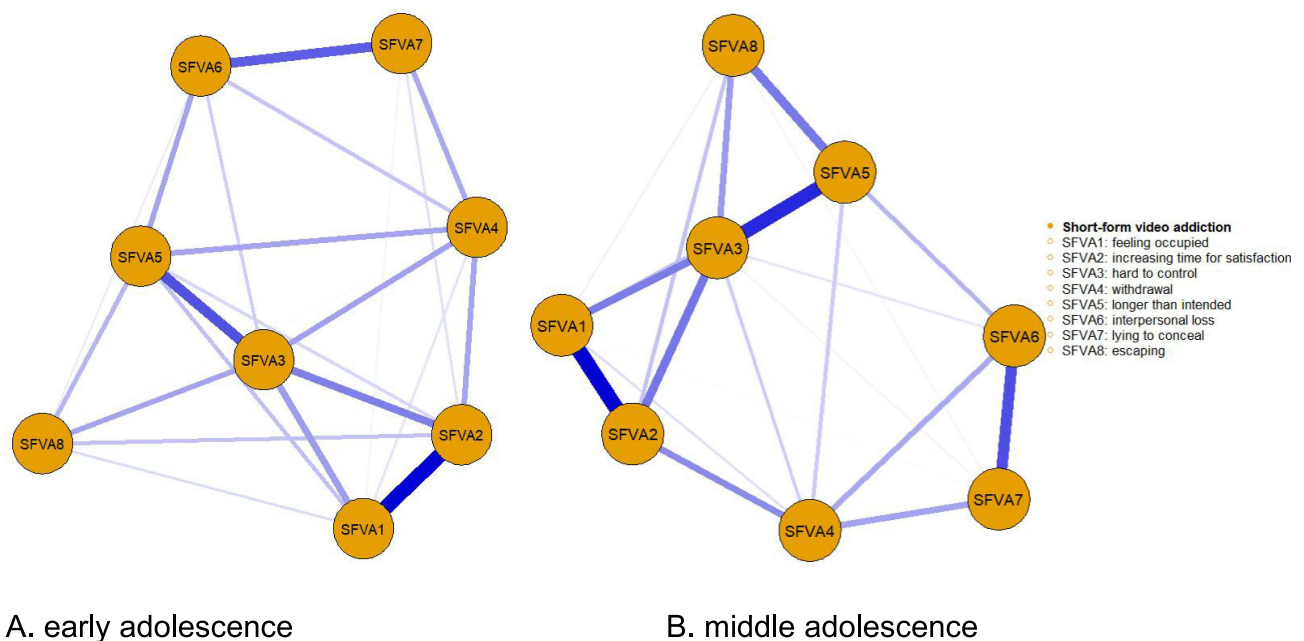 SFVA6
SFVA7
SFVA4
SFVA5
SFVA3
SFVA8
SFVA2
SFVA1
A. early adolescence
SFVA8
SFVA5
SFVA3
SFVA1
SFVA6
SFVA2
SFVA7
SFVA4
B. middle adolescence
Short-form video addiction
SFVA1: feeling occupied
SFVA2: increasing time for satisfaction
SFVA3: hard to control
SFVA4: withdrawal
SFVA5: longer than intended
SFVA6: interpersonal loss
SFVA7: lying to conceal
SFVA8: escaping